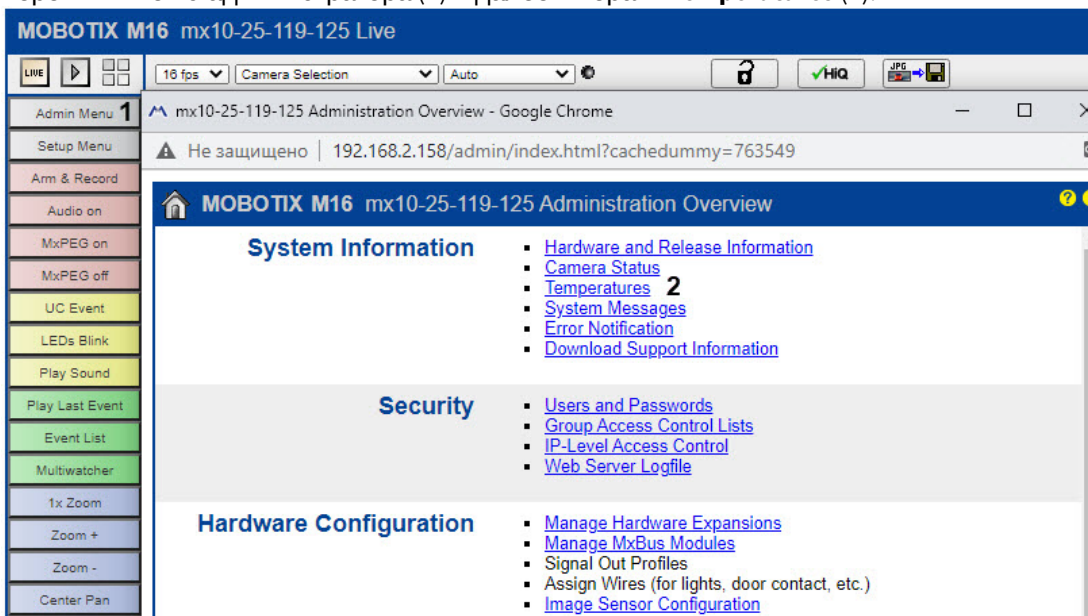 MOBOTIX M16 mx10-25-119-125 Live
LIVE
16 fps
Camera Selection
Auto
HiQ
JPG
Admin Menu 1
mx10-25-119-125 Administration Overview - Google Chrome
Setup Menu
Не защищено | 192.168.2.158/admin/index.html?cachedummy=763549
Arm & Record
Audio on
MOBOTIX M16 mx10-25-119-125 Administration Overview
?
MxPEG on
MxPEG off
UC Event
LEDs Blink
Play Sound
Play Last Event
Event List
Multiwatcher
1x Zoom
Zoom +
Zoom -
Center Pan
System Information
Hardware and Release Information
Camera Status
Temperatures 2
System Messages
Error Notification
Download Support Information
Security
Users and Passwords
Group Access Control Lists
IP-Level Access Control
Web Server Logfile
Hardware Configuration
Manage Hardware Expansions
Manage MxBus Modules
Signal Out Profiles
Assign Wires (for lights, door contact, etc.)
Image Sensor Configuration